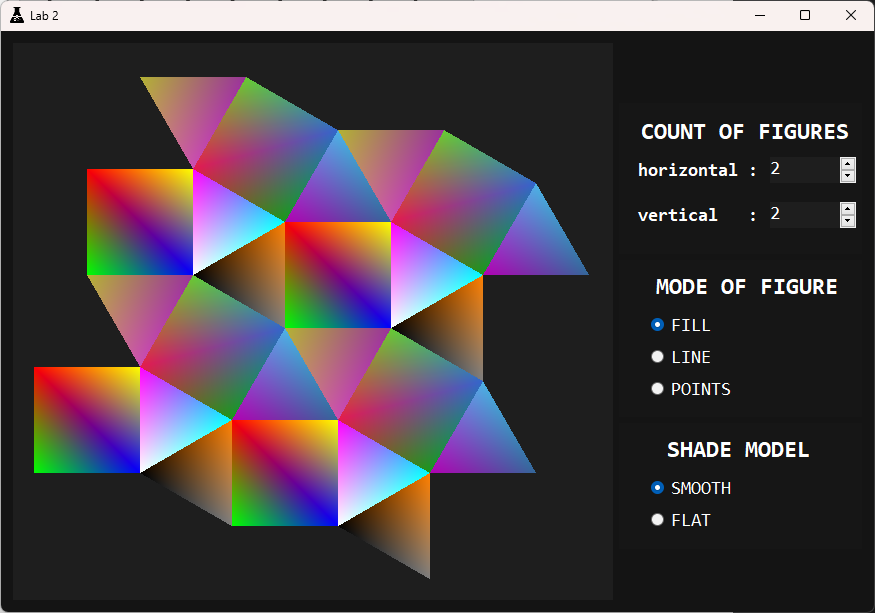 Lab 2
COUNT OF FIGURES
horizontal : 2
vertical : 2
MODE OF FIGURE
FILL
LINE
POINTS
SHADE MODEL
SMOOTH
FLAT